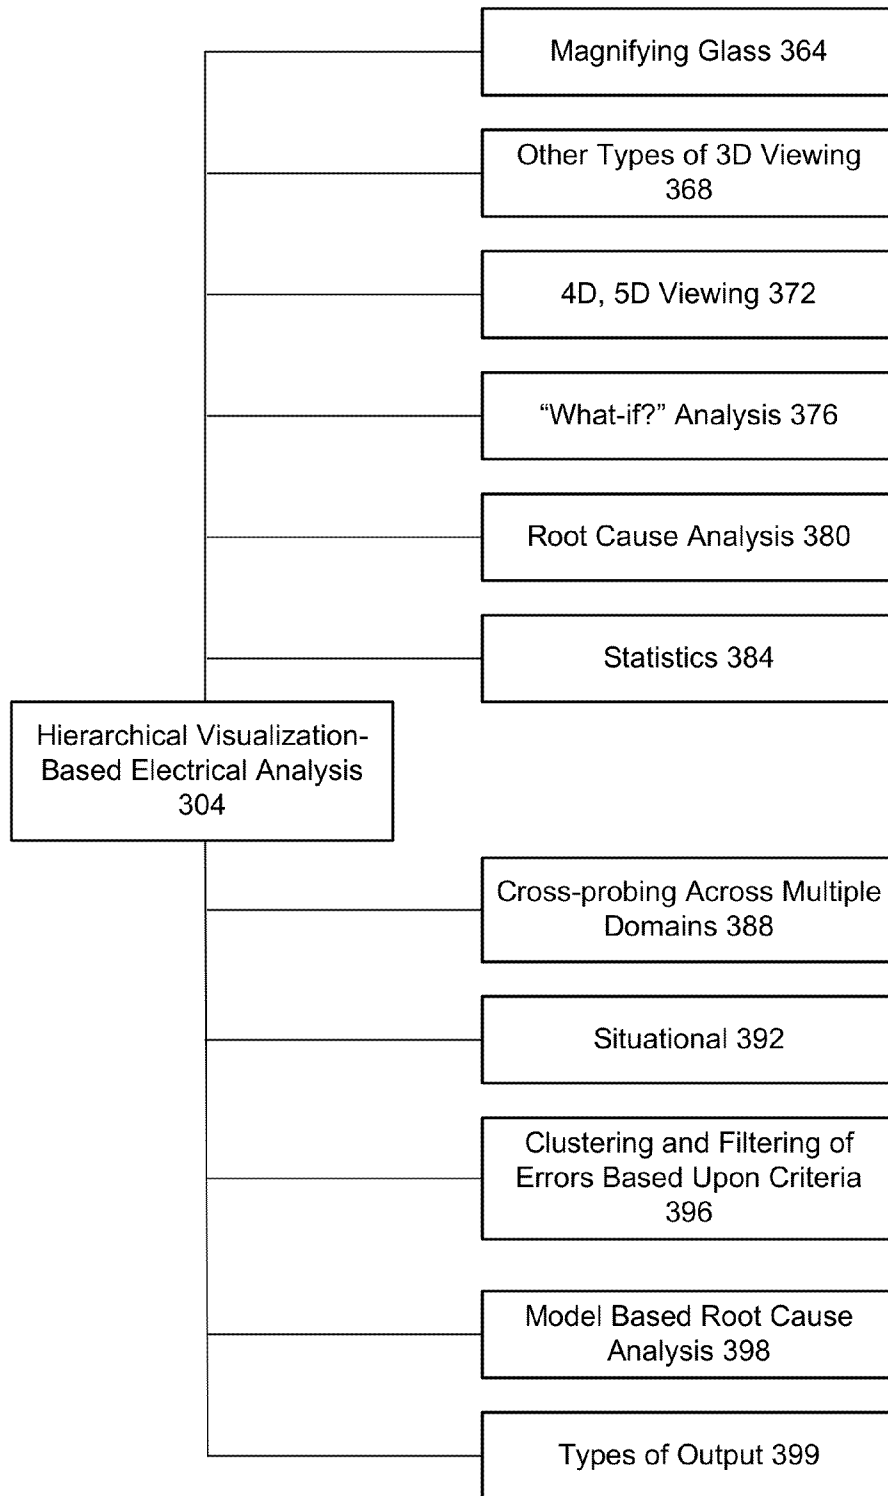 Magnifying Glass 364
Other Types of 3D Viewing
368
4D, 5D Viewing 372
“What-if?” Analysis 376
Root Cause Analysis 380
Statistics 384
Hierarchical Visualization-
Based Electrical Analysis
304
Cross-probing Across Multiple
Domains 388
Situational 392
Clustering and Filtering of
Errors Based Upon Criteria
396
Model Based Root Cause
Analysis 398
Types of Output 399